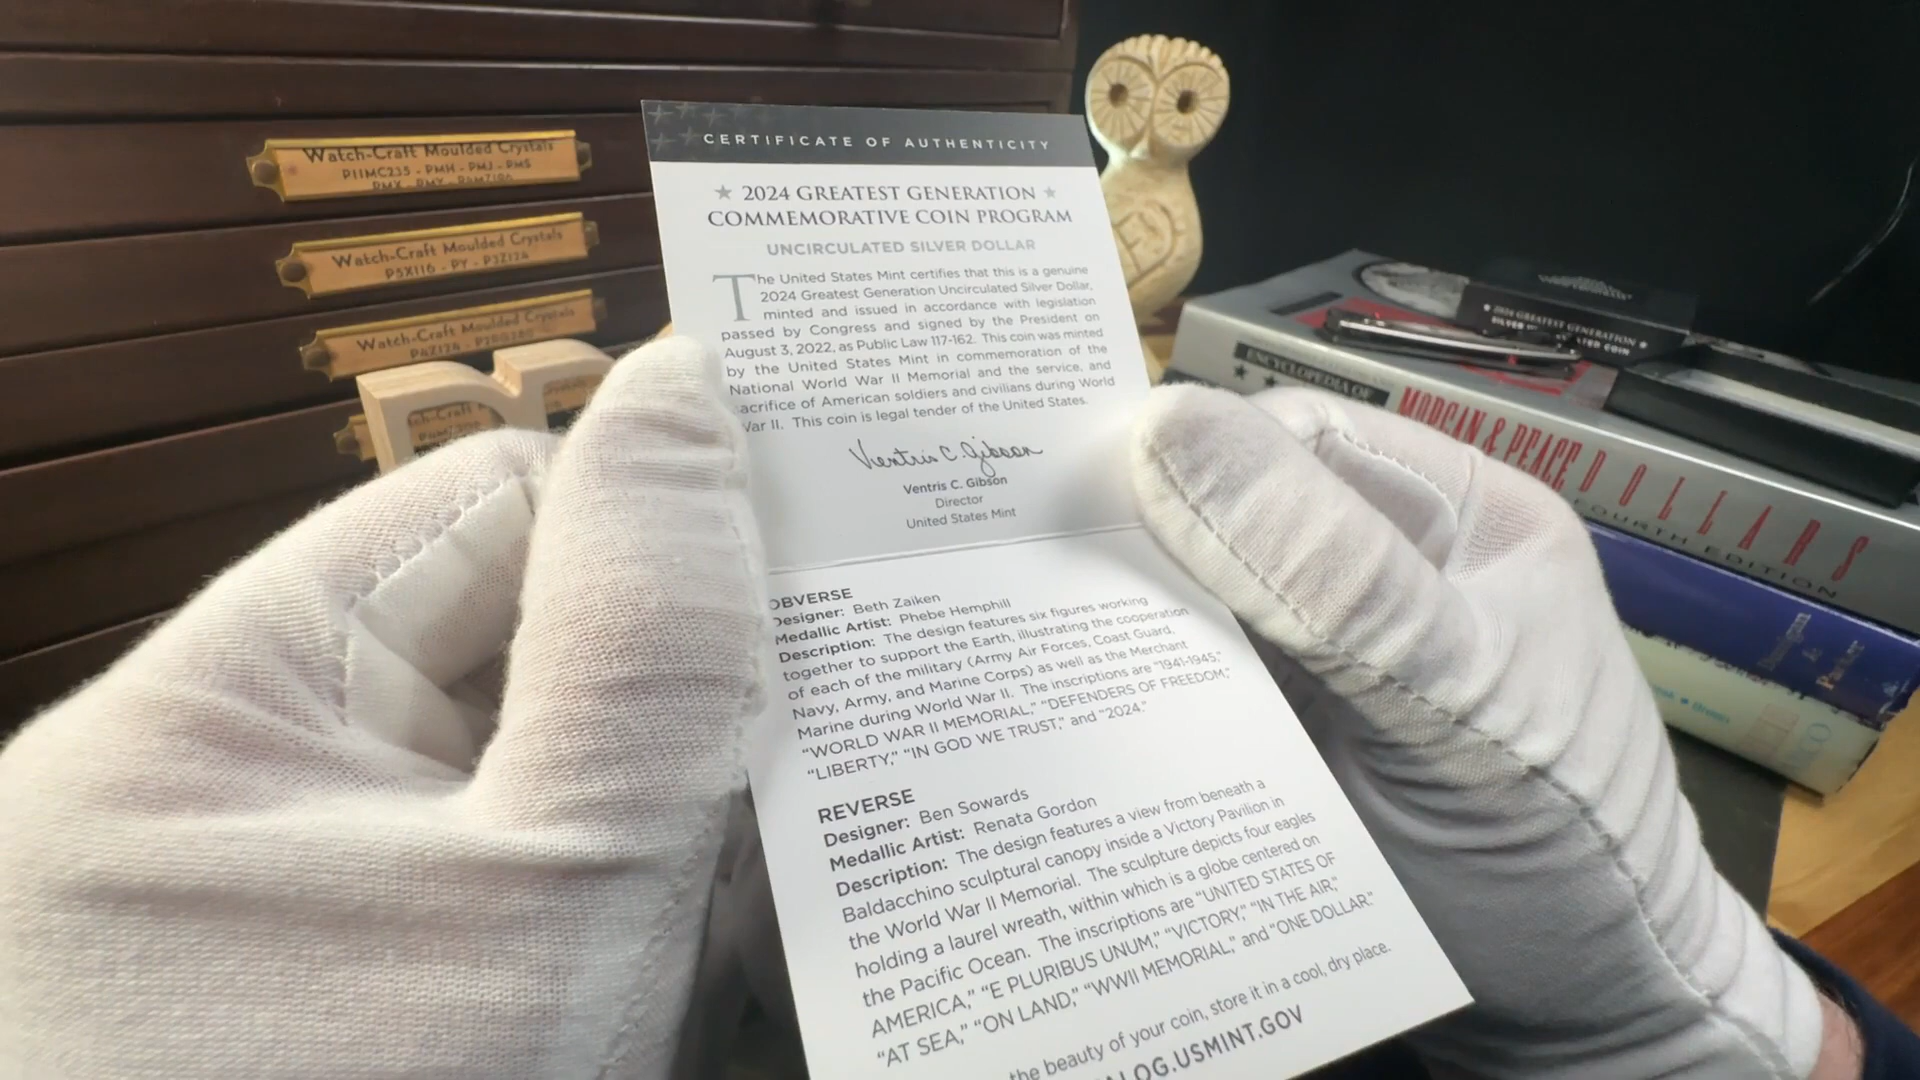 Watch-Craft Moulded Crystals
P11MC235 - PMH - PMJ - PMS
Watch-Craft Moulded Crystals
P5X116 - PY - P3Z124
Watch-Craft Moulded Crystals
CERTIFICATE OF AUTHENTICITY
2024 GREATEST GENERATION
COMMEMORATIVE COIN PROGRAM
UNCIRCULATED SILVER DOLLAR
The United States Mint certifies that this is a genuine
2024 Greatest Generation Uncirculated Silver Dollar,
minted and issued in accordance with legislation
passed by Congress and signed by the President on
August 3, 2022, as Public Law 117-162. This coin was minted
by the United States Mint in commemoration of the
National World War II Memorial and the service, and
acrifice of American soldiers and civilians during World
War II. This coin is legal tender of the United States.
Ventris C. Gibson
Ventris C. Gibson
Director
United States Mint
OBVERSE
Designer: Beth Zaiken
Medallic Artist: Phebe Hemphill
Description: The design features six figures working
together to support the Earth, illustrating the cooperation
of each of the military (Army Air Forces, Coast Guard,
Navy, Army, and Marine Corps) as well as the Merchant
Marine during World War II. The inscriptions are “1941-1945,”
“WORLD WAR II MEMORIAL,” “DEFENDERS OF FREEDOM,”
“LIBERTY,” “IN GOD WE TRUST,” and “2024.”
REVERSE
Designer: Ben Sowards
Medallic Artist: Renata Gordon
Description: The design features a view from beneath a
Baldacchino sculptural canopy inside a Victory Pavilion in
the World War II Memorial. The sculpture depicts four eagles
holding a laurel wreath, within which is a globe centered on
the Pacific Ocean. The inscriptions are “UNITED STATES OF
AMERICA,” “E PLURIBUS UNUM,” “VICTORY,” “IN THE AIR,”
“AT SEA,” “ON LAND,” “WWII MEMORIAL,” and “ONE DOLLAR.”
the beauty of your coin, store it in a cool, dry place.
LOG.USMINT.GOV
2024 GREATEST GENERATION
SILVER
COIN
ENCYCLOPEDIA OF
MORGAN & PEACE DOLLARS
FOURTH EDITION